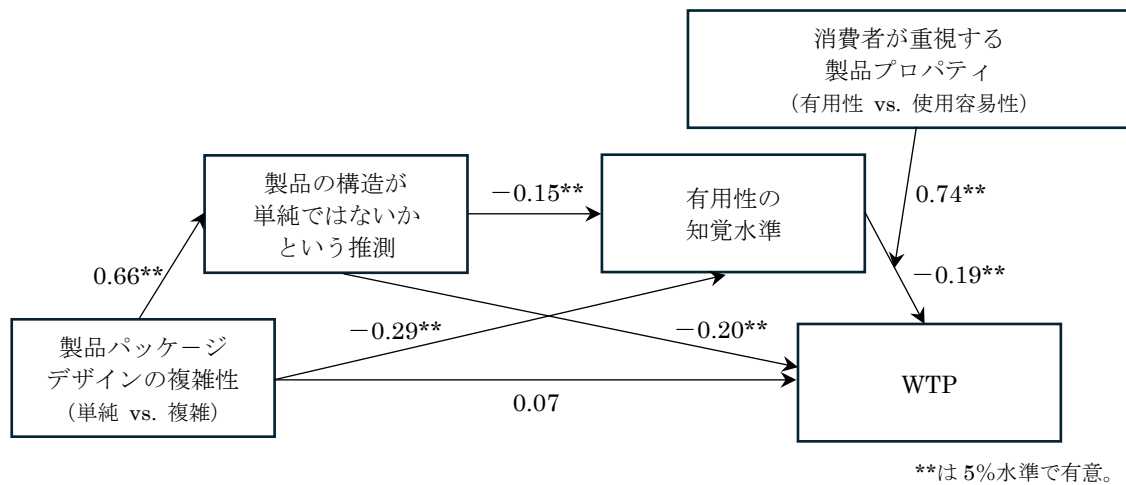 消費者が重視する
製品プロパティ
（有用性 vs. 使用容易性）
製品の構造が
単純ではないか
という推測
－0.15**
有用性の
知覚水準
0.74**
0.66**
－0.19**
製品パッケージ
デザインの複雑性
（単純 vs. 複雑）
－0.29**
－0.20**
0.07
WTP
**は 5％水準で有意。